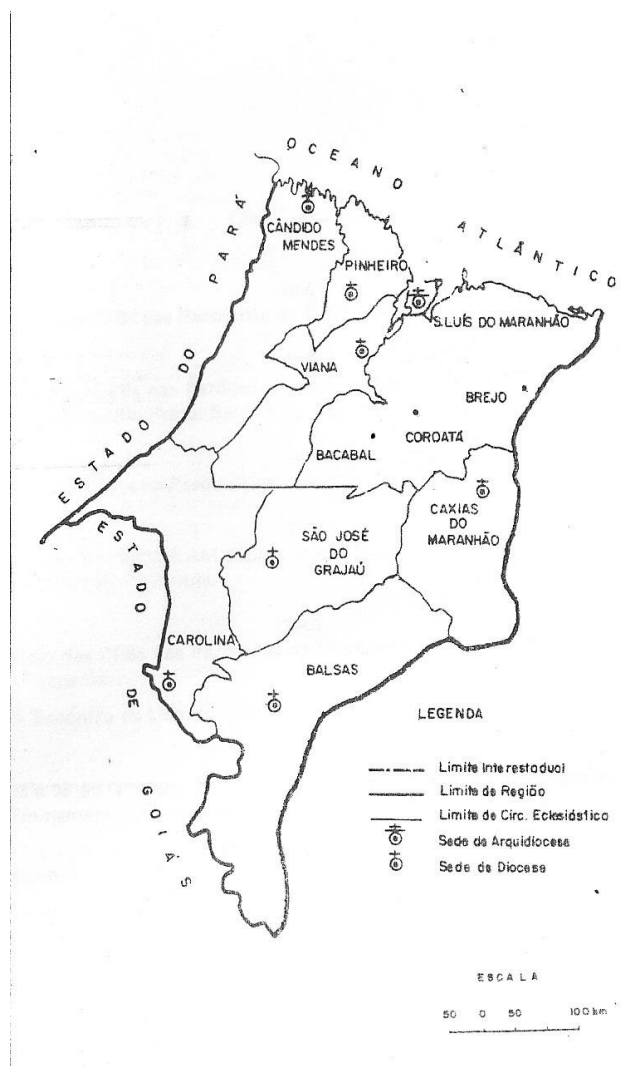 OCEANO
ATLÂNTICO
ESTADO DO PARÁ
CÂNDIDO
MENDES
PINHEIRO
S.LUÍS DO MARANHÃO
VIANA
BREJO
BACABAL
COROATÁ
CAXIAS
DO
MARANHÃO
ESTADO DE GOIÁS
SÃO JOSÉ
DO
GRAJAÚ
CAROLINA
BALSAS
LEGENDA
Limite Interestadual
Limite de Região
Limite de Circ. Eclesiástico
Sede de Arquidiocese
Sede de Diocese
ESCALA
50 0 50 100 km